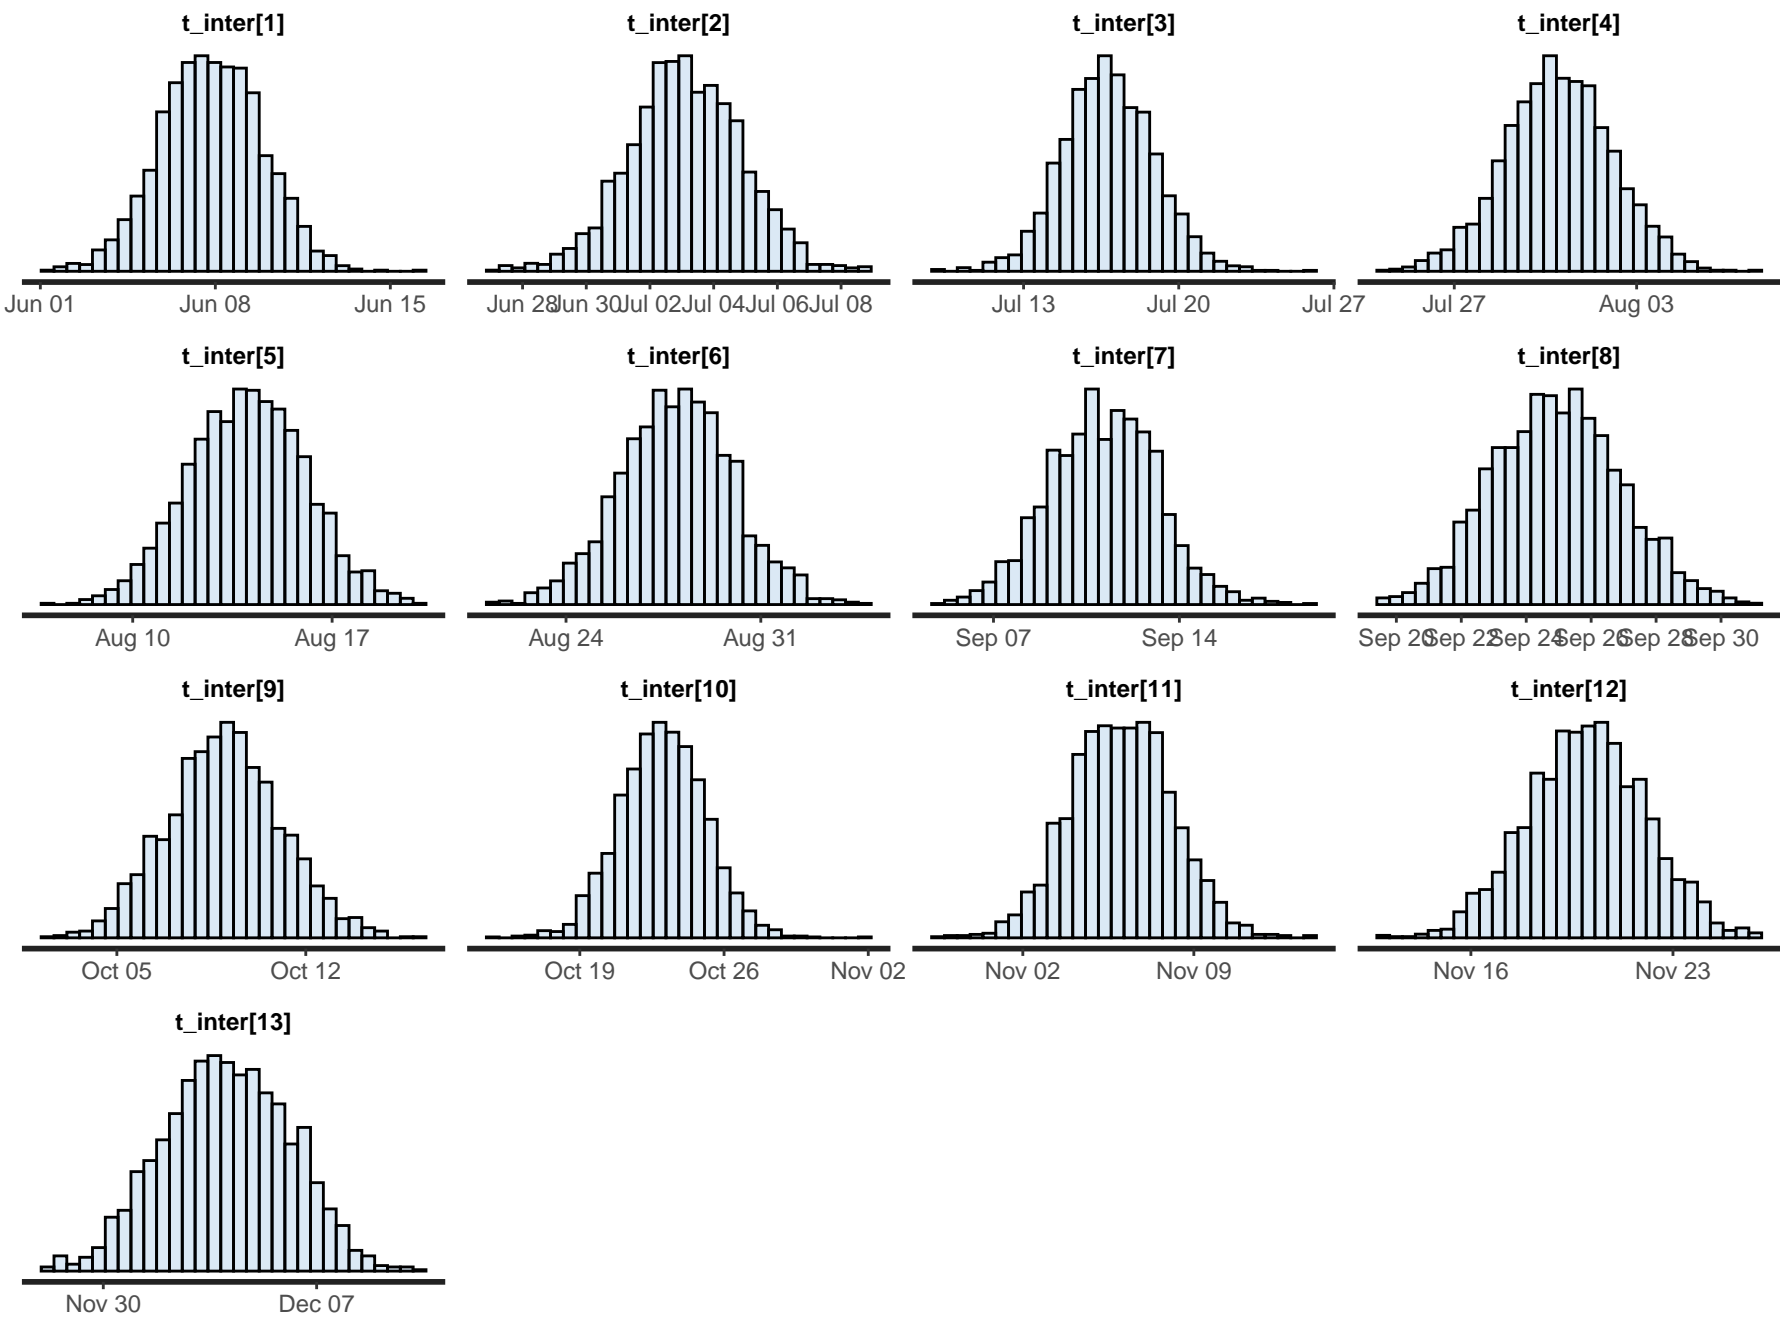 t_inter[1] t_inter[2] t_inter[3] t_inter[4]
Jun 01 Jun 08 Jun 15 Jun 28 Jun 30 Jul 02 Jul 04 Jul 06 Jul 08 Jul 13 Jul 20 Jul 27 Jul 27 Aug 03
t_inter[5] t_inter[6] t_inter[7] t_inter[8]
Aug 10 Aug 17 Aug 24 Aug 31 Sep 07 Sep 14 Sep 20 Sep 22 Sep 24 Sep 26 Sep 28 Sep 30
t_inter[9] t_inter[10] t_inter[11] t_inter[12]
Oct 05 Oct 12 Oct 19 Oct 26 Nov 02 Nov 02 Nov 09 Nov 16 Nov 23
t_inter[13]
Nov 30 Dec 07